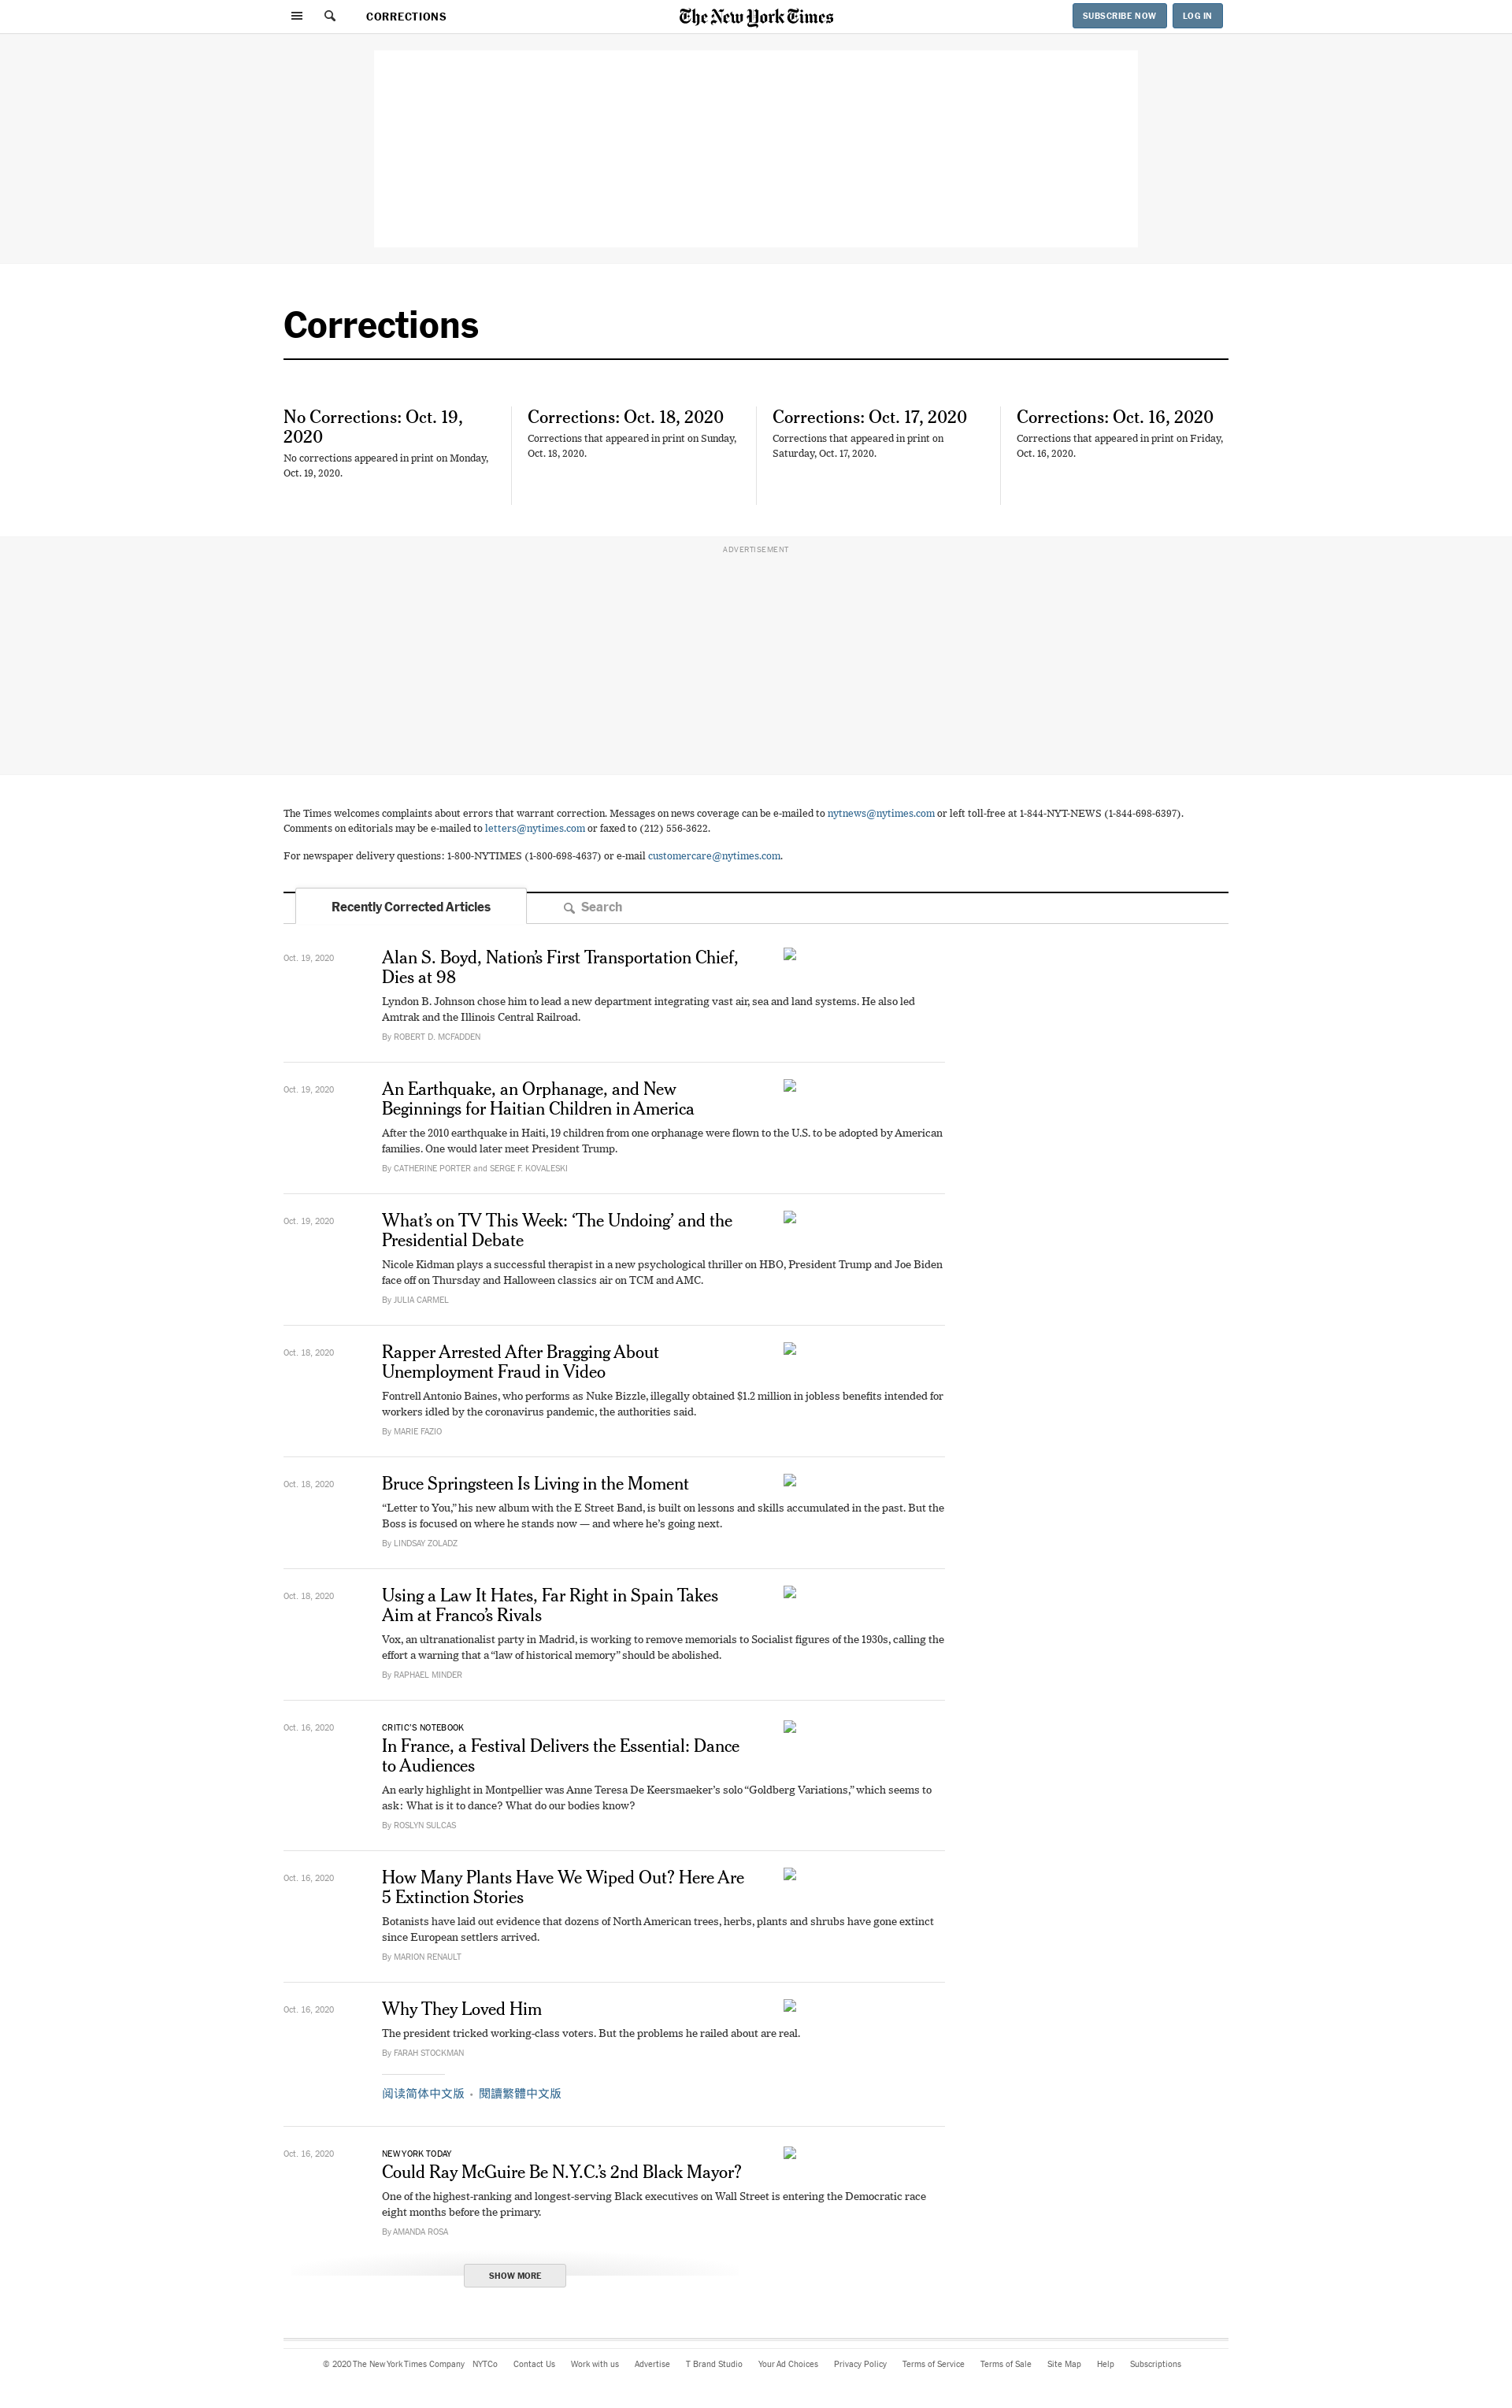 CORRECTIONS
The New York Times
SUBSCRIBE NOW
LOG IN
Corrections
No Corrections: Oct. 19,
2020
No corrections appeared in print on Monday,
Oct. 19, 2020.
Corrections: Oct. 18, 2020
Corrections that appeared in print on Sunday,
Oct. 18, 2020.
Corrections: Oct. 17, 2020
Corrections that appeared in print on
Saturday, Oct. 17, 2020.
Corrections: Oct. 16, 2020
Corrections that appeared in print on Friday,
Oct. 16, 2020.
ADVERTISEMENT
The Times welcomes complaints about errors that warrant correction. Messages on news coverage can be e-mailed to nytnews@nytimes.com or left toll-free at 1-844-NYT-NEWS (1-844-698-6397).
Comments on editorials may be e-mailed to letters@nytimes.com or faxed to (212) 556-3622.
For newspaper delivery questions: 1-800-NYTIMES (1-800-698-4637) or e-mail customercare@nytimes.com.
Recently Corrected Articles
Search
Oct. 19, 2020
Alan S. Boyd, Nation’s First Transportation Chief,
Dies at 98
Lyndon B. Johnson chose him to lead a new department integrating vast air, sea and land systems. He also led
Amtrak and the Illinois Central Railroad.
By ROBERT D. MCFADDEN
Oct. 19, 2020
An Earthquake, an Orphanage, and New
Beginnings for Haitian Children in America
After the 2010 earthquake in Haiti, 19 children from one orphanage were flown to the U.S. to be adopted by American
families. One would later meet President Trump.
By CATHERINE PORTER and SERGE F. KOVALESKI
Oct. 19, 2020
What’s on TV This Week: ‘The Undoing’ and the
Presidential Debate
Nicole Kidman plays a successful therapist in a new psychological thriller on HBO, President Trump and Joe Biden
face off on Thursday and Halloween classics air on TCM and AMC.
By JULIA CARMEL
Oct. 18, 2020
Rapper Arrested After Bragging About
Unemployment Fraud in Video
Fontrell Antonio Baines, who performs as Nuke Bizzle, illegally obtained $1.2 million in jobless benefits intended for
workers idled by the coronavirus pandemic, the authorities said.
By MARIE FAZIO
Oct. 18, 2020
Bruce Springsteen Is Living in the Moment
“Letter to You,” his new album with the E Street Band, is built on lessons and skills accumulated in the past. But the
Boss is focused on where he stands now — and where he’s going next.
By LINDSAY ZOLADZ
Oct. 18, 2020
Using a Law It Hates, Far Right in Spain Takes
Aim at Franco’s Rivals
Vox, an ultranationalist party in Madrid, is working to remove memorials to Socialist figures of the 1930s, calling the
effort a warning that a “law of historical memory” should be abolished.
By RAPHAEL MINDER
Oct. 16, 2020
CRITIC’S NOTEBOOK
In France, a Festival Delivers the Essential: Dance
to Audiences
An early highlight in Montpellier was Anne Teresa De Keersmaeker’s solo “Goldberg Variations,” which seems to
ask: What is it to dance? What do our bodies know?
By ROSLYN SULCAS
Oct. 16, 2020
How Many Plants Have We Wiped Out? Here Are
5 Extinction Stories
Botanists have laid out evidence that dozens of North American trees, herbs, plants and shrubs have gone extinct
since European settlers arrived.
By MARION RENAULT
Oct. 16, 2020
Why They Loved Him
The president tricked working-class voters. But the problems he railed about are real.
By FARAH STOCKMAN
阅读简体中文版 • 閱讀繁體中文版
Oct. 16, 2020
NEW YORK TODAY
Could Ray McGuire Be N.Y.C.’s 2nd Black Mayor?
One of the highest-ranking and longest-serving Black executives on Wall Street is entering the Democratic race
eight months before the primary.
By AMANDA ROSA
SHOW MORE
© 2020 The New York Times Company NYTCo Contact Us Work with us Advertise T Brand Studio Your Ad Choices Privacy Policy Terms of Service Terms of Sale Site Map Help Subscriptions